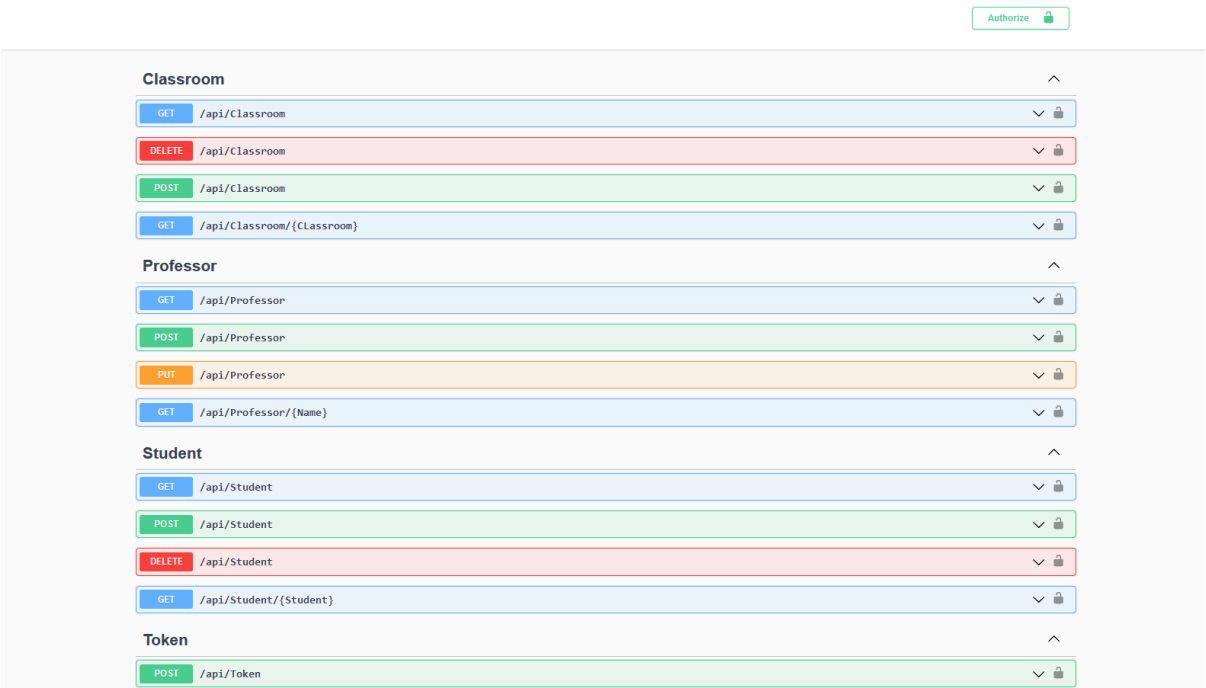 Authorize
Classroom
GET /api/Classroom
DELETE /api/Classroom
POST /api/Classroom
GET /api/Classroom/{CLassroom}
Professor
GET /api/Professor
POST /api/Professor
PUT /api/Professor
GET /api/Professor/{Name}
Student
GET /api/Student
POST /api/Student
DELETE /api/Student
GET /api/Student/{Student}
Token
POST /api/Token